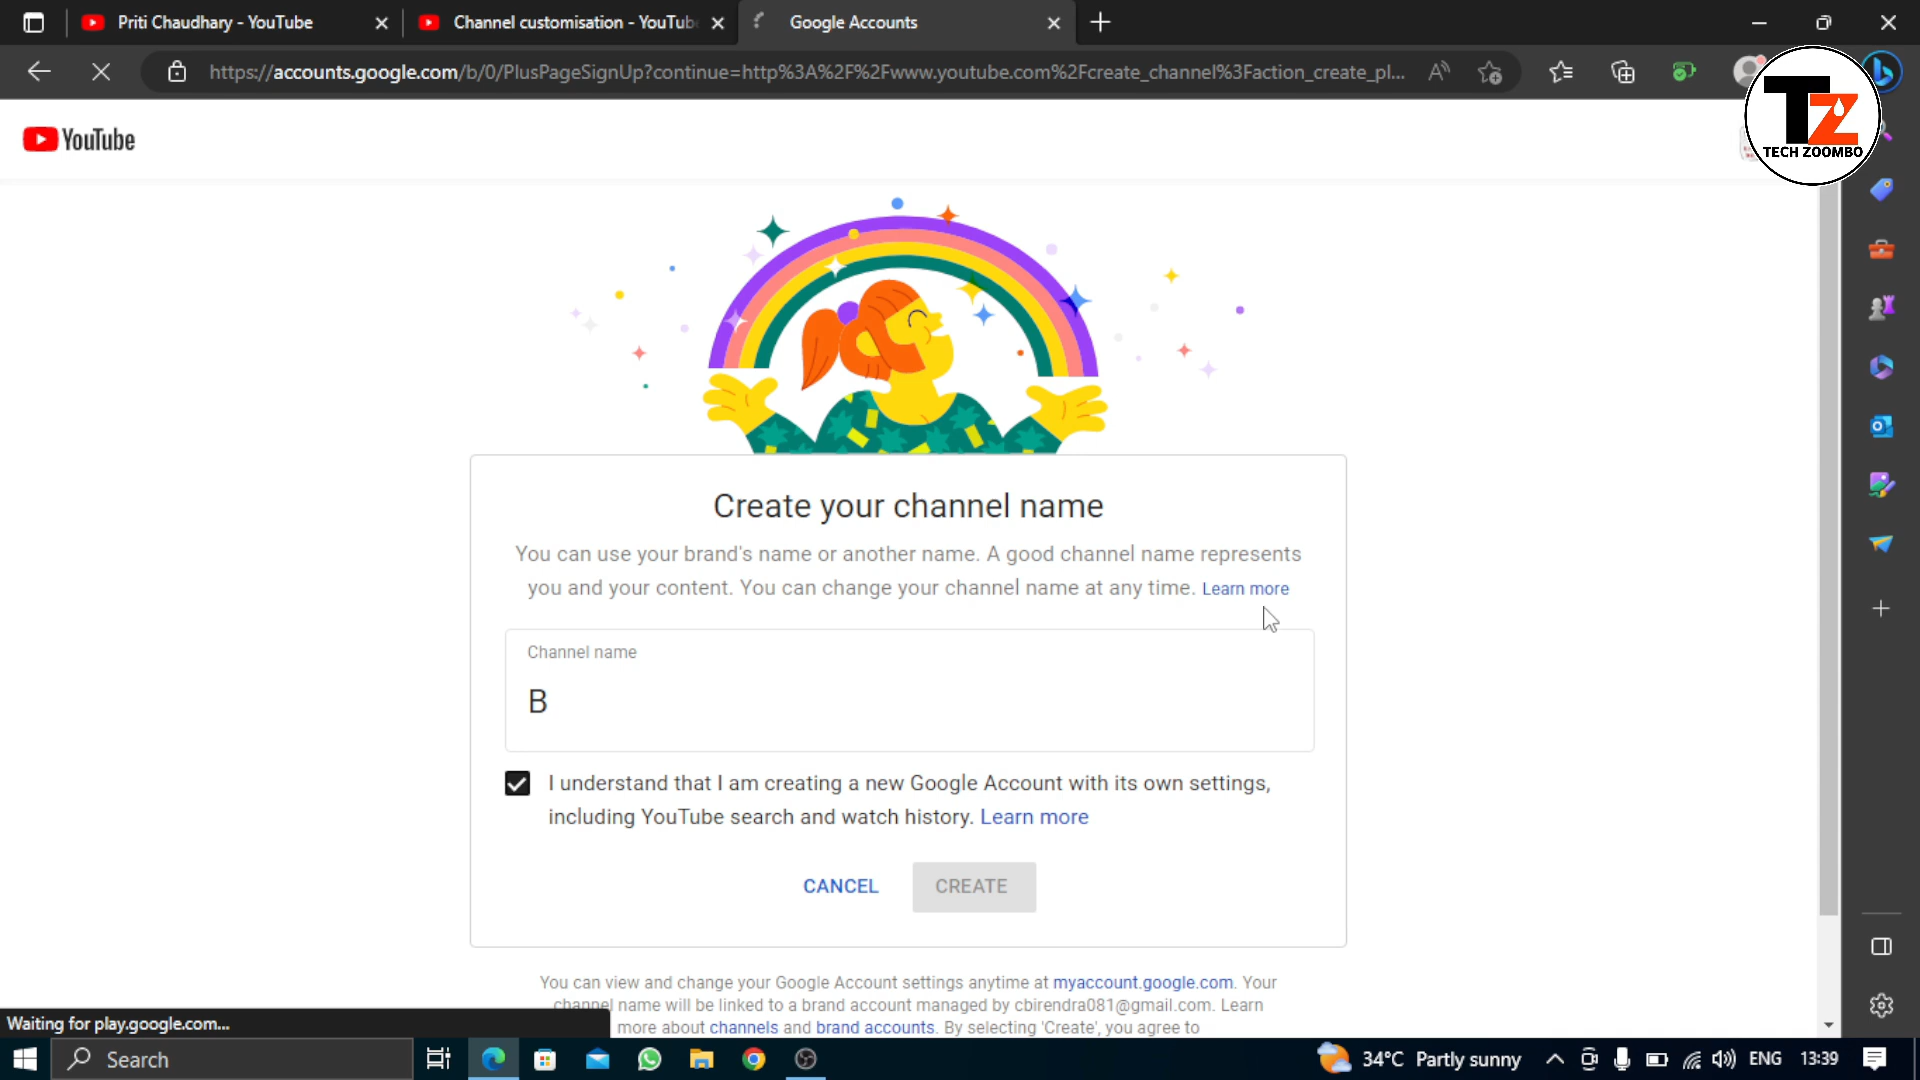 Priti Chaudhary - YouTube
Channel customisation - YouTub
Google Accounts
https://accounts.google.com/b/0/PlusPageSignUp?continue=http%3A%2F%2Fwww.youtube.com%2Fcreate_channel%3Faction_create_pl...
YouTube
TZ
TECH ZOOMBO
Create your channel name
You can use your brand's name or another name. A good channel name represents
you and your content. You can change your channel name at any time. Learn more
Channel name
B
I understand that I am creating a new Google Account with its own settings,
including YouTube search and watch history. Learn more
CANCEL
CREATE
You can view and change your Google Account settings anytime at myaccount.google.com. Your
channel name will be linked to a brand account managed by cbirendra081@gmail.com. Learn
more about channels and brand accounts. By selecting 'Create', you agree to
Waiting for play.google.com...
Search
34°C Partly sunny
ENG
13:39